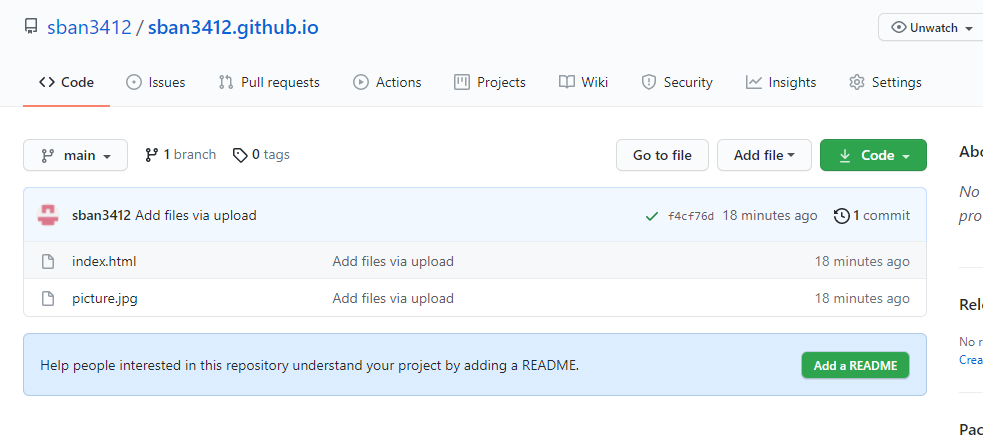 sban3412 / sban3412.github.io
Unwatch
Code Issues Pull requests Actions Projects Wiki Security Insights Settings
main 1 branch 0 tags Go to file Add file Code
sban3412 Add files via upload f4cf76d 18 minutes ago 1 commit
index.html Add files via upload 18 minutes ago
picture.jpg Add files via upload 18 minutes ago
Help people interested in this repository understand your project by adding a README. Add a README
Abo
No
pro
Rel
No r
Crea
Pac